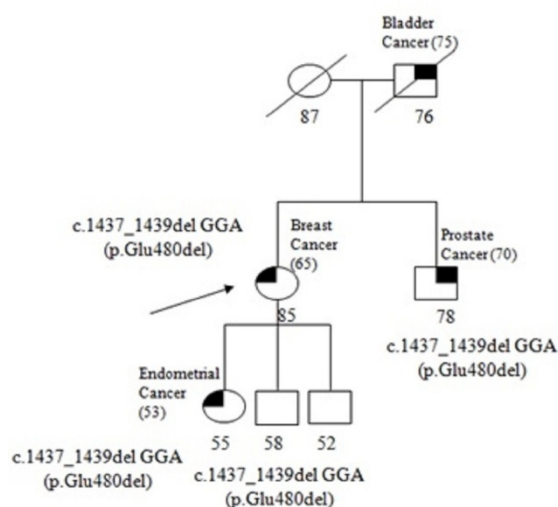 Bladder
Cancer(75)
87
76
c.1437_1439del GGA
(p.Glu480del)
Breast
Cancer
(65)
Prostate
Cancer(70)
85
78
c.1437_1439del GGA
(p.Glu480del)
Endometrial
Cancer
(53)
55
58
52
c.1437_1439del GGA
(p.Glu480del)
c.1437_1439del GGA
(p.Glu480del)